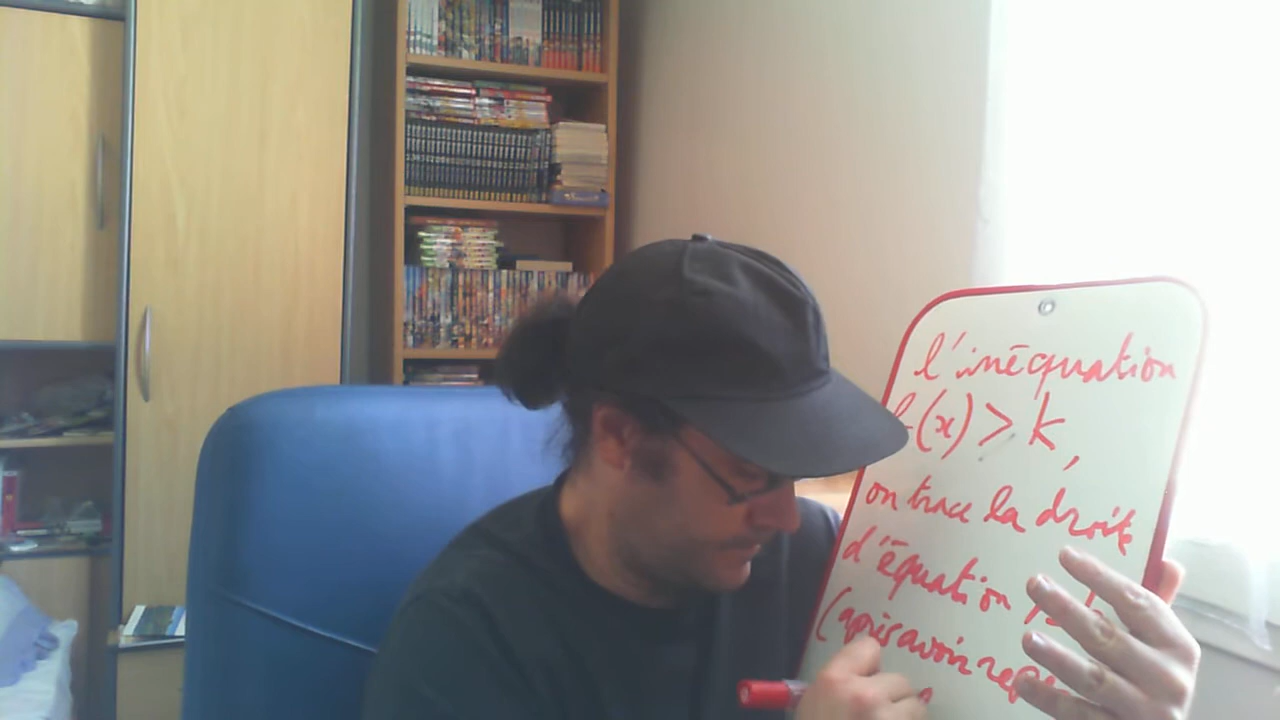 l'inéquation
f(x) > k,
on trace la droite
d'équation
(après avoir